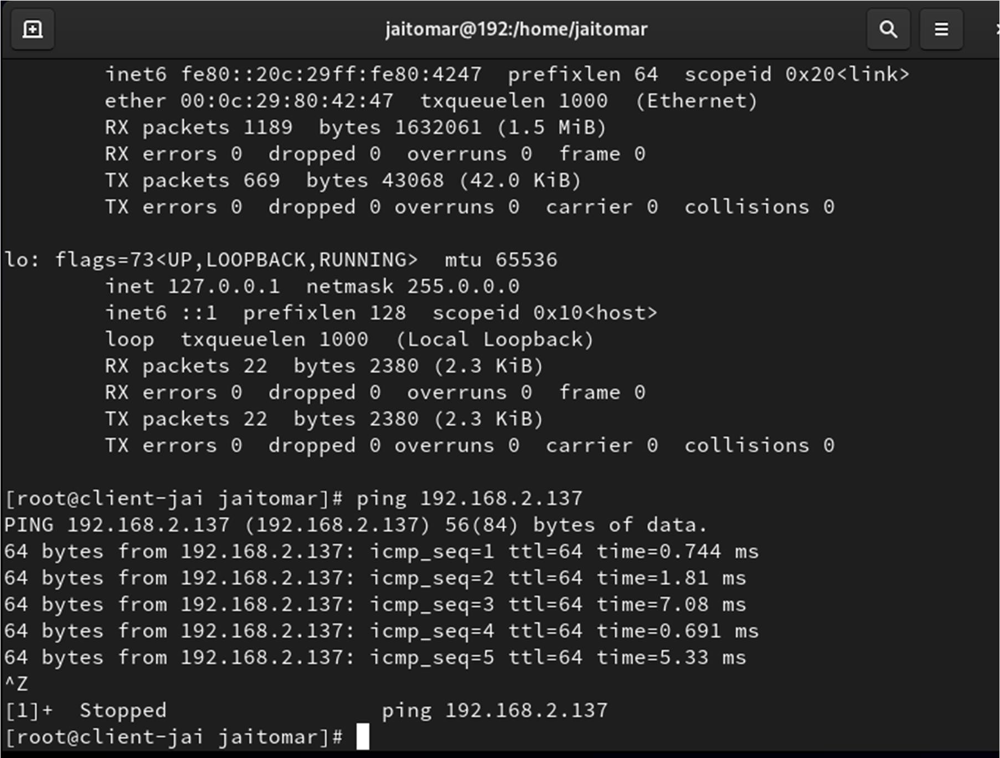 jaitomar@192:/home/jaitomar
        inet6 fe80::20c:29ff:fe80:4247  prefixlen 64  scopeid 0x20<link>
        ether 00:0c:29:80:42:47  txqueuelen 1000  (Ethernet)
        RX packets 1189  bytes 1632061 (1.5 MiB)
        RX errors 0  dropped 0  overruns 0  frame 0
        TX packets 669  bytes 43068 (42.0 KiB)
        TX errors 0  dropped 0 overruns 0  carrier 0  collisions 0

lo: flags=73<UP,LOOPBACK,RUNNING>  mtu 65536
        inet 127.0.0.1  netmask 255.0.0.0
        inet6 ::1  prefixlen 128  scopeid 0x10<host>
        loop  txqueuelen 1000  (Local Loopback)
        RX packets 22  bytes 2380 (2.3 KiB)
        RX errors 0  dropped 0  overruns 0  frame 0
        TX packets 22  bytes 2380 (2.3 KiB)
        TX errors 0  dropped 0 overruns 0  carrier 0  collisions 0

[root@client-jai jaitomar]# ping 192.168.2.137
PING 192.168.2.137 (192.168.2.137) 56(84) bytes of data.
64 bytes from 192.168.2.137: icmp_seq=1 ttl=64 time=0.744 ms
64 bytes from 192.168.2.137: icmp_seq=2 ttl=64 time=1.81 ms
64 bytes from 192.168.2.137: icmp_seq=3 ttl=64 time=7.08 ms
64 bytes from 192.168.2.137: icmp_seq=4 ttl=64 time=0.691 ms
64 bytes from 192.168.2.137: icmp_seq=5 ttl=64 time=5.33 ms
^Z
[1]+  Stopped                 ping 192.168.2.137
[root@client-jai jaitomar]#